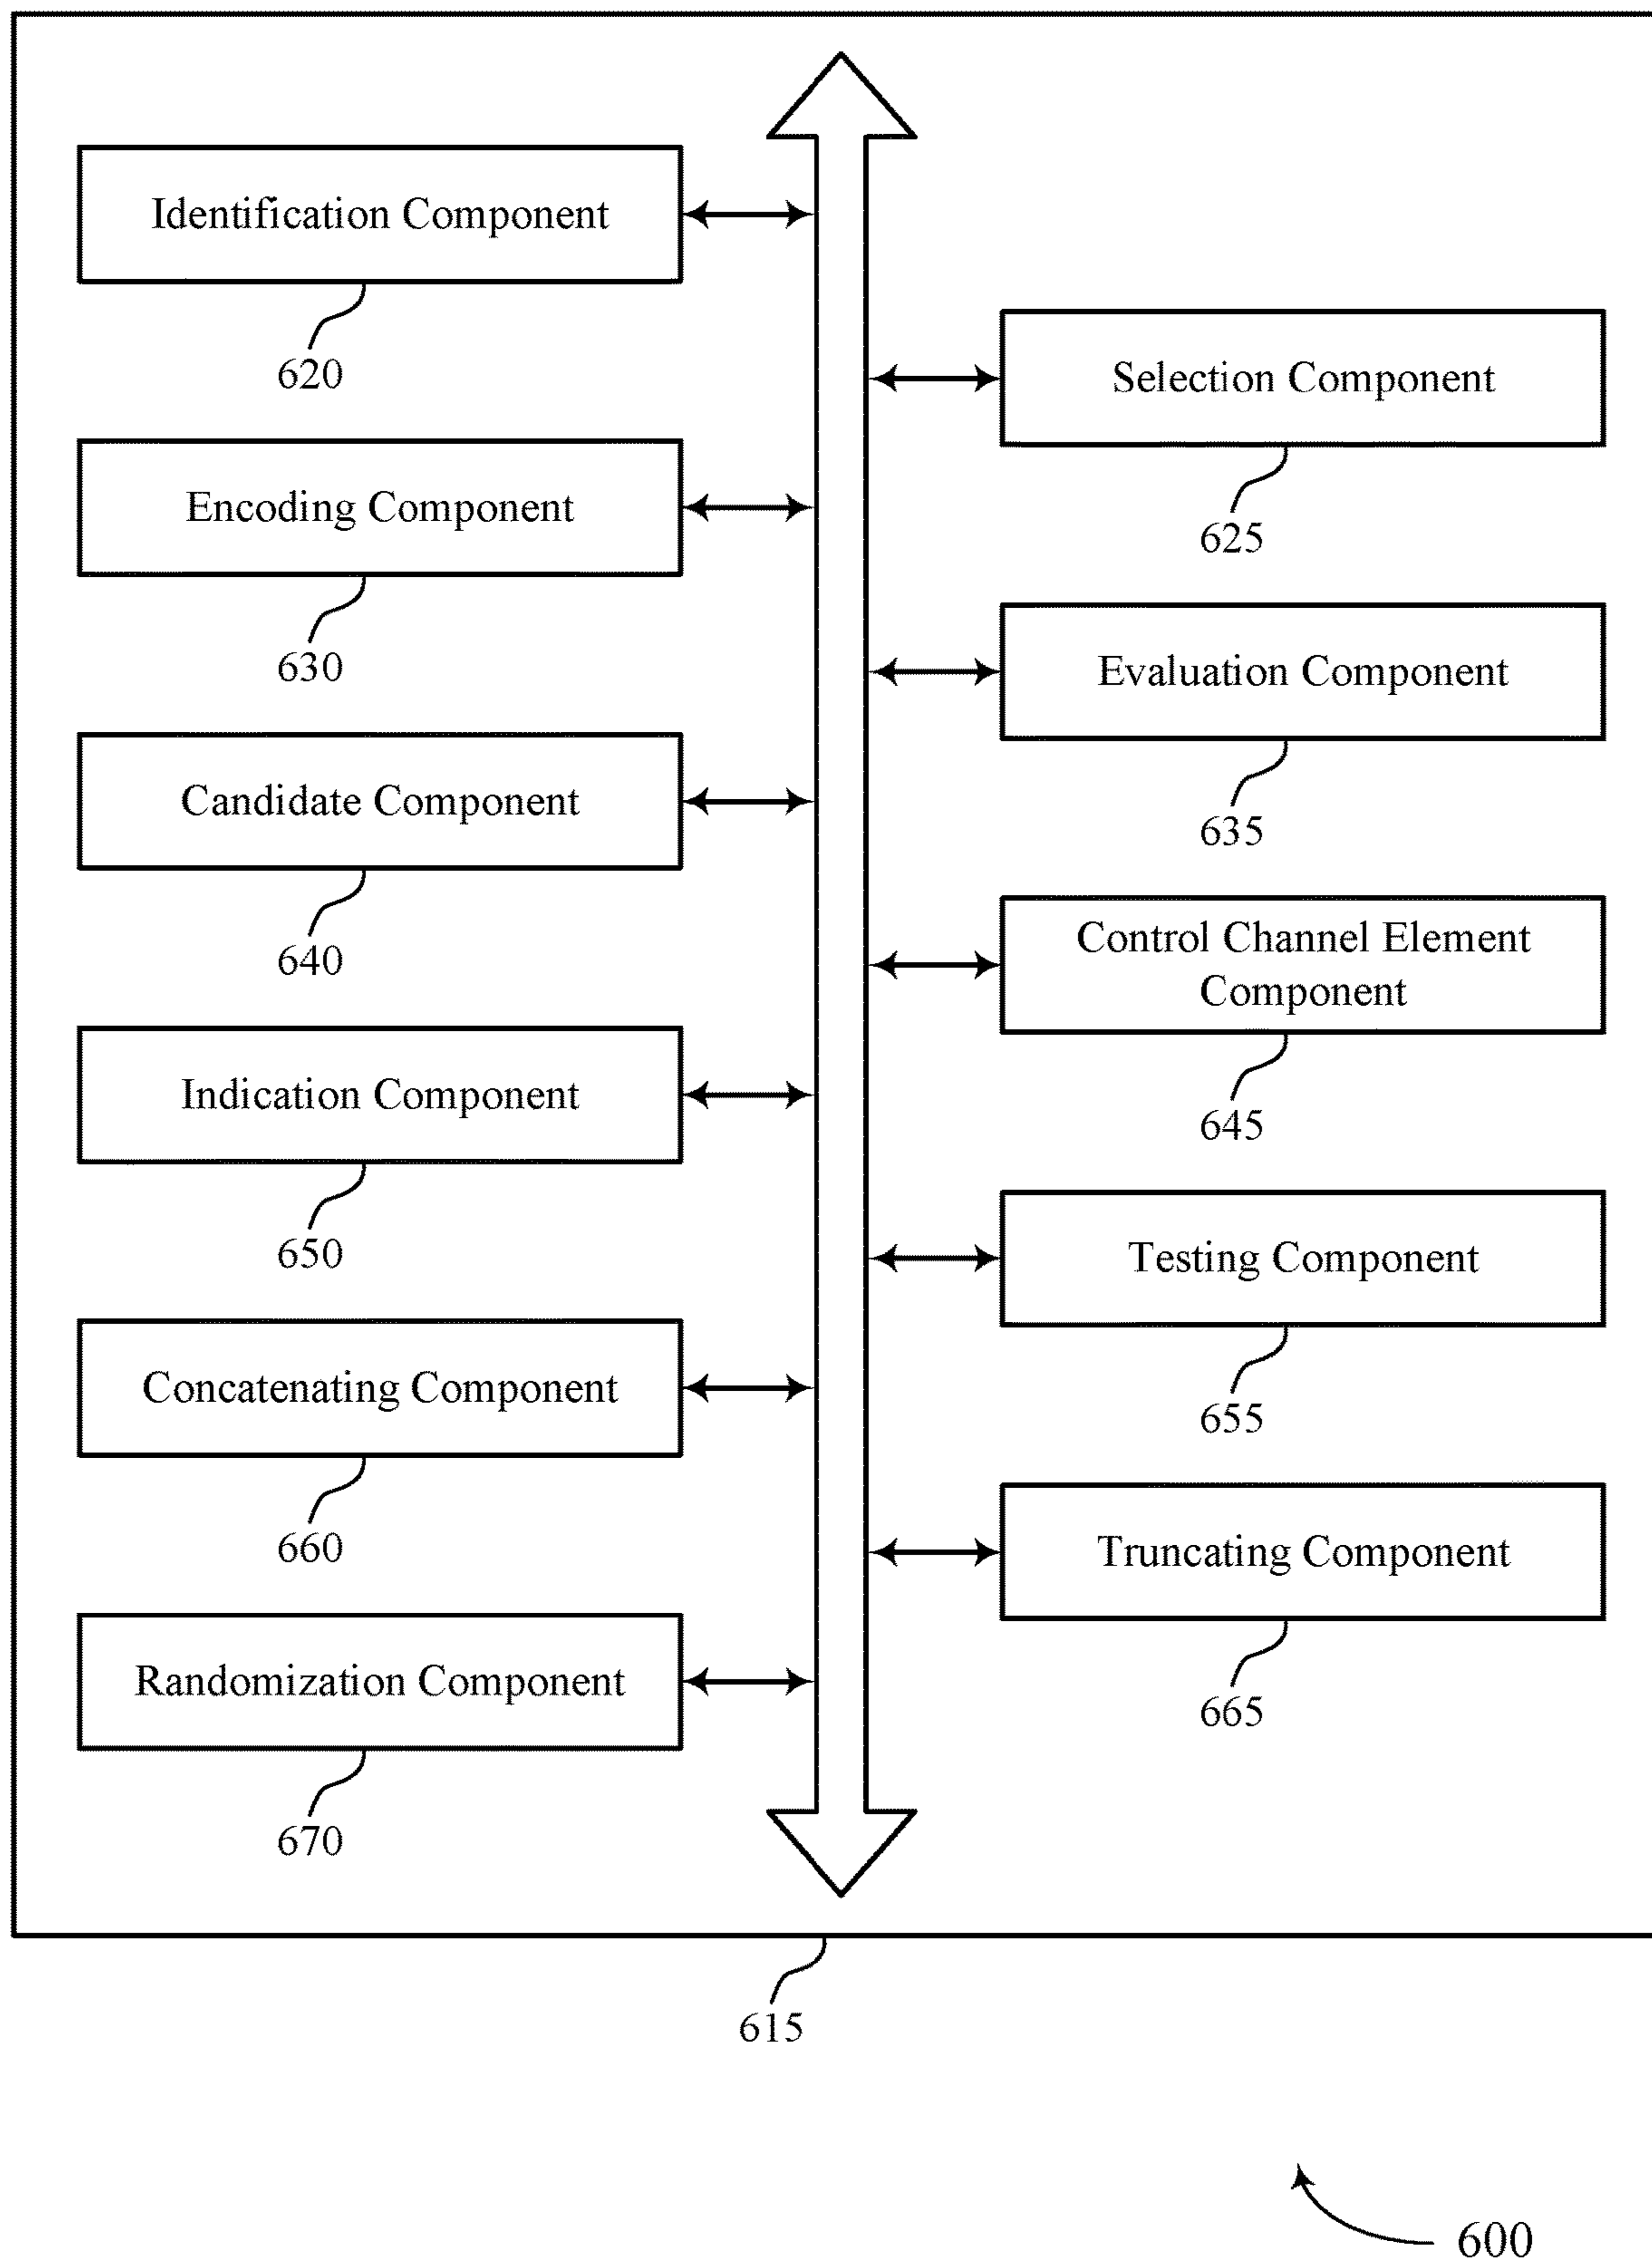 Identification Component
620
Selection Component
625
Encoding Component
630
Evaluation Component
635
Candidate Component
640
Control Channel Element
Component
645
Indication Component
650
Testing Component
655
Concatenating Component
660
Truncating Component
665
Randomization Component
670
615
600